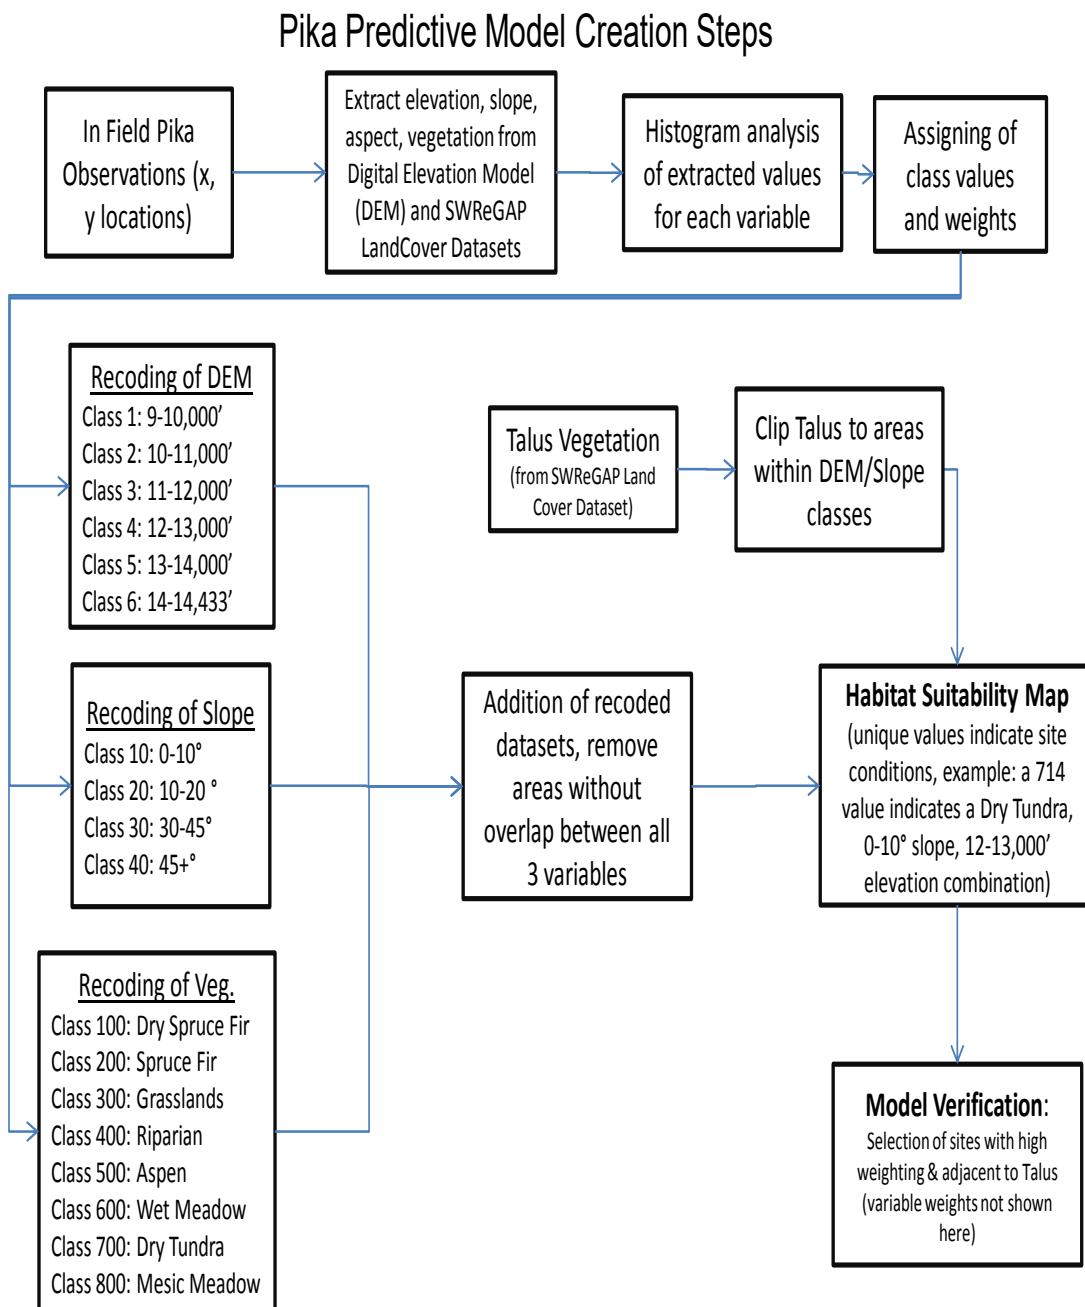 Pika Predictive Model Creation Steps
In Field Pika
Observations (x,
y locations)
Extract elevation, slope,
aspect, vegetation from
Digital Elevation Model
(DEM) and SWReGAP
LandCover Datasets
Histogram analysis
of extracted values
for each variable
Assigning of
class values
and weights
Recoding of DEM
Class 1: 9-10,000’
Class 2: 10-11,000’
Class 3: 11-12,000’
Class 4: 12-13,000’
Class 5: 13-14,000’
Class 6: 14-14,433’
Talus Vegetation
(from SWReGAP Land
Cover Dataset)
Clip Talus to areas
within DEM/Slope
classes
Recoding of Slope
Class 10: 0-10°
Class 20: 10-20 °
Class 30: 30-45°
Class 40: 45+°
Addition of recoded
datasets, remove
areas without
overlap between all
3 variables
Habitat Suitability Map
(unique values indicate site
conditions, example: a 714
value indicates a Dry Tundra,
0-10° slope, 12-13,000’
elevation combination)
Recoding of Veg.
Class 100: Dry Spruce Fir
Class 200: Spruce Fir
Class 300: Grasslands
Class 400: Riparian
Class 500: Aspen
Class 600: Wet Meadow
Class 700: Dry Tundra
Class 800: Mesic Meadow
Model Verification:
Selection of sites with high
weighting & adjacent to Talus
(variable weights not shown
here)